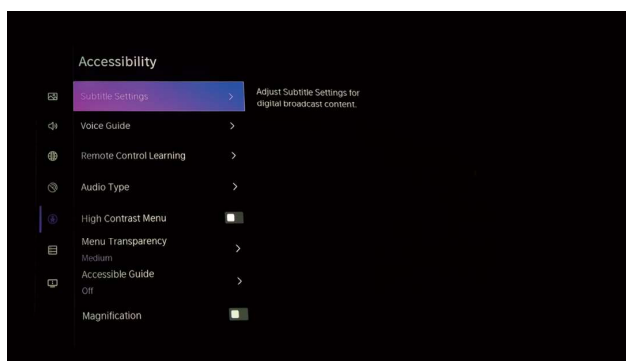 Accessibility
Subtitle Settings
Adjust Subtitle Settings for
digital broadcast content.
Voice Guide
Remote Control Learning
Audio Type
High Contrast Menu
Menu Transparency
Medium
Accessible Guide
Off
Magnification